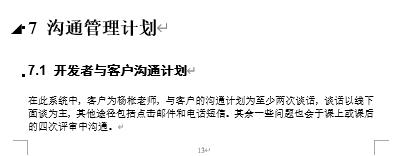 7 沟通管理计划
7.1 开发者与客户沟通计划
在此系统中，客户为杨枨老师，与客户的沟通计划为至少两次谈话，谈话以线下
面谈为主，其他途径包括点击邮件和电话短信。其余一些问题也会于课上或课后
的四次评审中沟通。
13